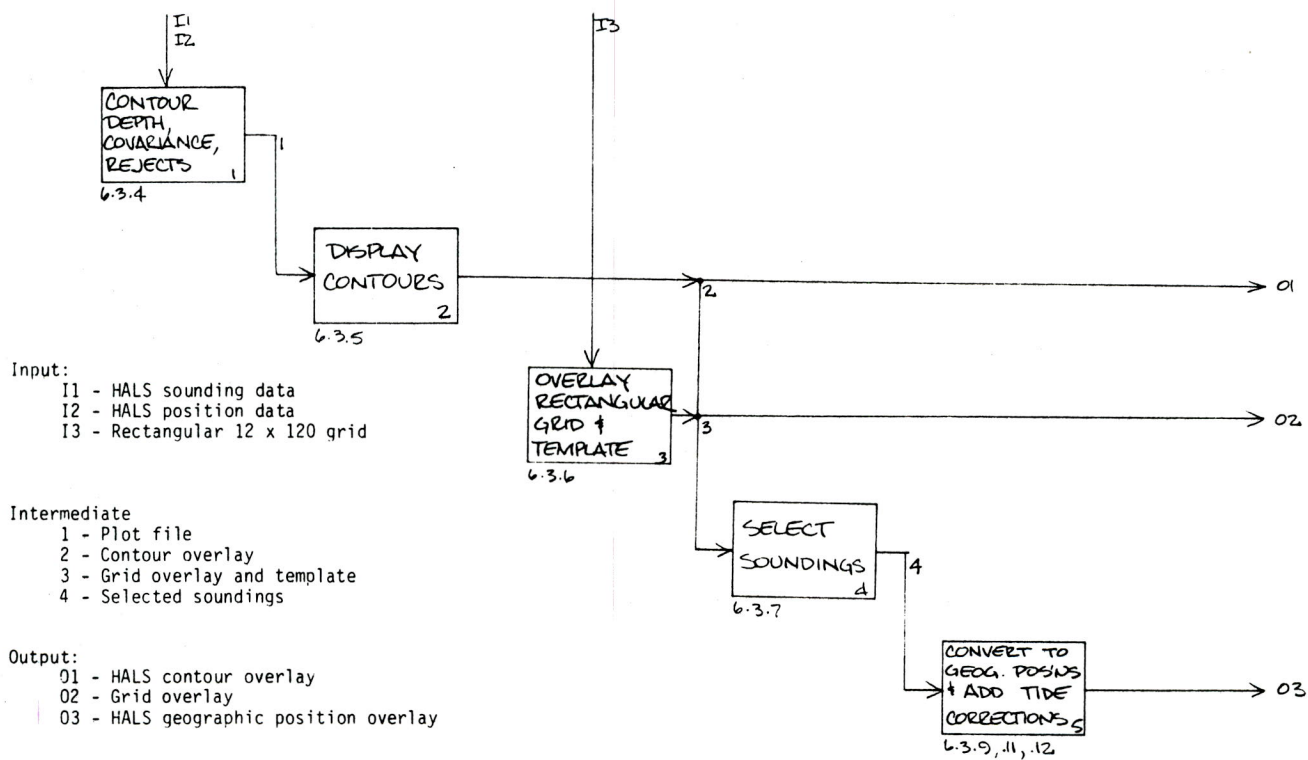 I1
I2
I3
CONTOUR
DEPTH,
COVARIANCE,
REJECTS
1
6.3.4
1
DISPLAY
CONTOURS
2
6.3.5
2
O1
Input:
I1 - HALS sounding data
I2 - HALS position data
I3 - Rectangular 12 x 120 grid
OVERLAY
RECTANGULAR
GRID &
TEMPLATE
3
6.3.6
3
O2
Intermediate
1 - Plot file
2 - Contour overlay
3 - Grid overlay and template
4 - Selected soundings
SELECT
SOUNDINGS
4
6.3.7
4
Output:
O1 - HALS contour overlay
O2 - Grid overlay
O3 - HALS geographic position overlay
CONVERT TO
GEOG. POS'NS
& ADD TIDE
CORRECTIONS
5
6.3.9, .11, .12
O3